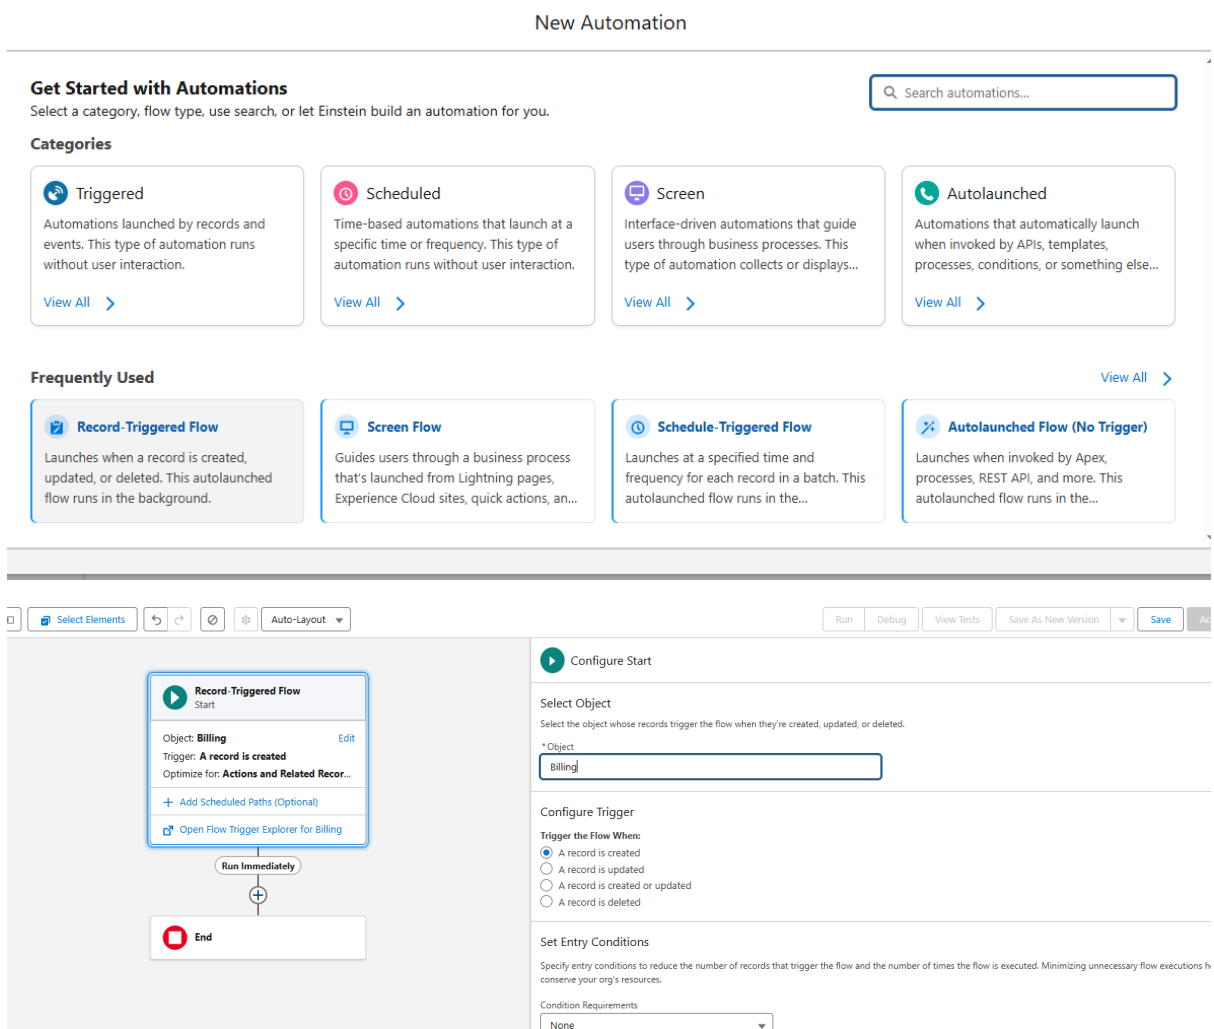 New Automation
Get Started with Automations
Search automations...
Select a category, flow type, use search, or let Einstein build an automation for you.
Categories
Triggered
Automations launched by records and
events. This type of automation runs
without user interaction.
View All
Scheduled
Time-based automations that launch at a
specific time or frequency. This type of
automation runs without user interaction.
View All
Screen
Interface-driven automations that guide
users through business processes. This
type of automation collects or displays...
View All
Autolaunched
Automations that automatically launch
when invoked by APIs, templates,
processes, conditions, or something else...
View All
Frequently Used
View All
Record-Triggered Flow
Launches when a record is created,
updated, or deleted. This autolaunched
flow runs in the background.
Screen Flow
Guides users through a business process
that's launched from Lightning pages,
Experience Cloud sites, quick actions, an...
Schedule-Triggered Flow
Launches at a specified time and
frequency for each record in a batch. This
autolaunched flow runs in the...
Autolaunched Flow (No Trigger)
Launches when invoked by Apex,
processes, REST API, and more. This
autolaunched flow runs in the...
Select Elements
Auto-Layout
Run
Debug
View Tests
Save As New Version
Save
Ac
Record-Triggered Flow
Start
Object: Billing
Edit
Trigger: A record is created
Optimize for: Actions and Related Recor...
+ Add Scheduled Paths (Optional)
Open Flow Trigger Explorer for Billing
Run Immediately
End
Configure Start
Select Object
Select the object whose records trigger the flow when they're created, updated, or deleted.
* Object
Billing
Configure Trigger
Trigger the Flow When:
A record is created
A record is updated
A record is created or updated
A record is deleted
Set Entry Conditions
Specify entry conditions to reduce the number of records that trigger the flow and the number of times the flow is executed. Minimizing unnecessary flow executions h
conserve your org's resources.
Condition Requirements
None